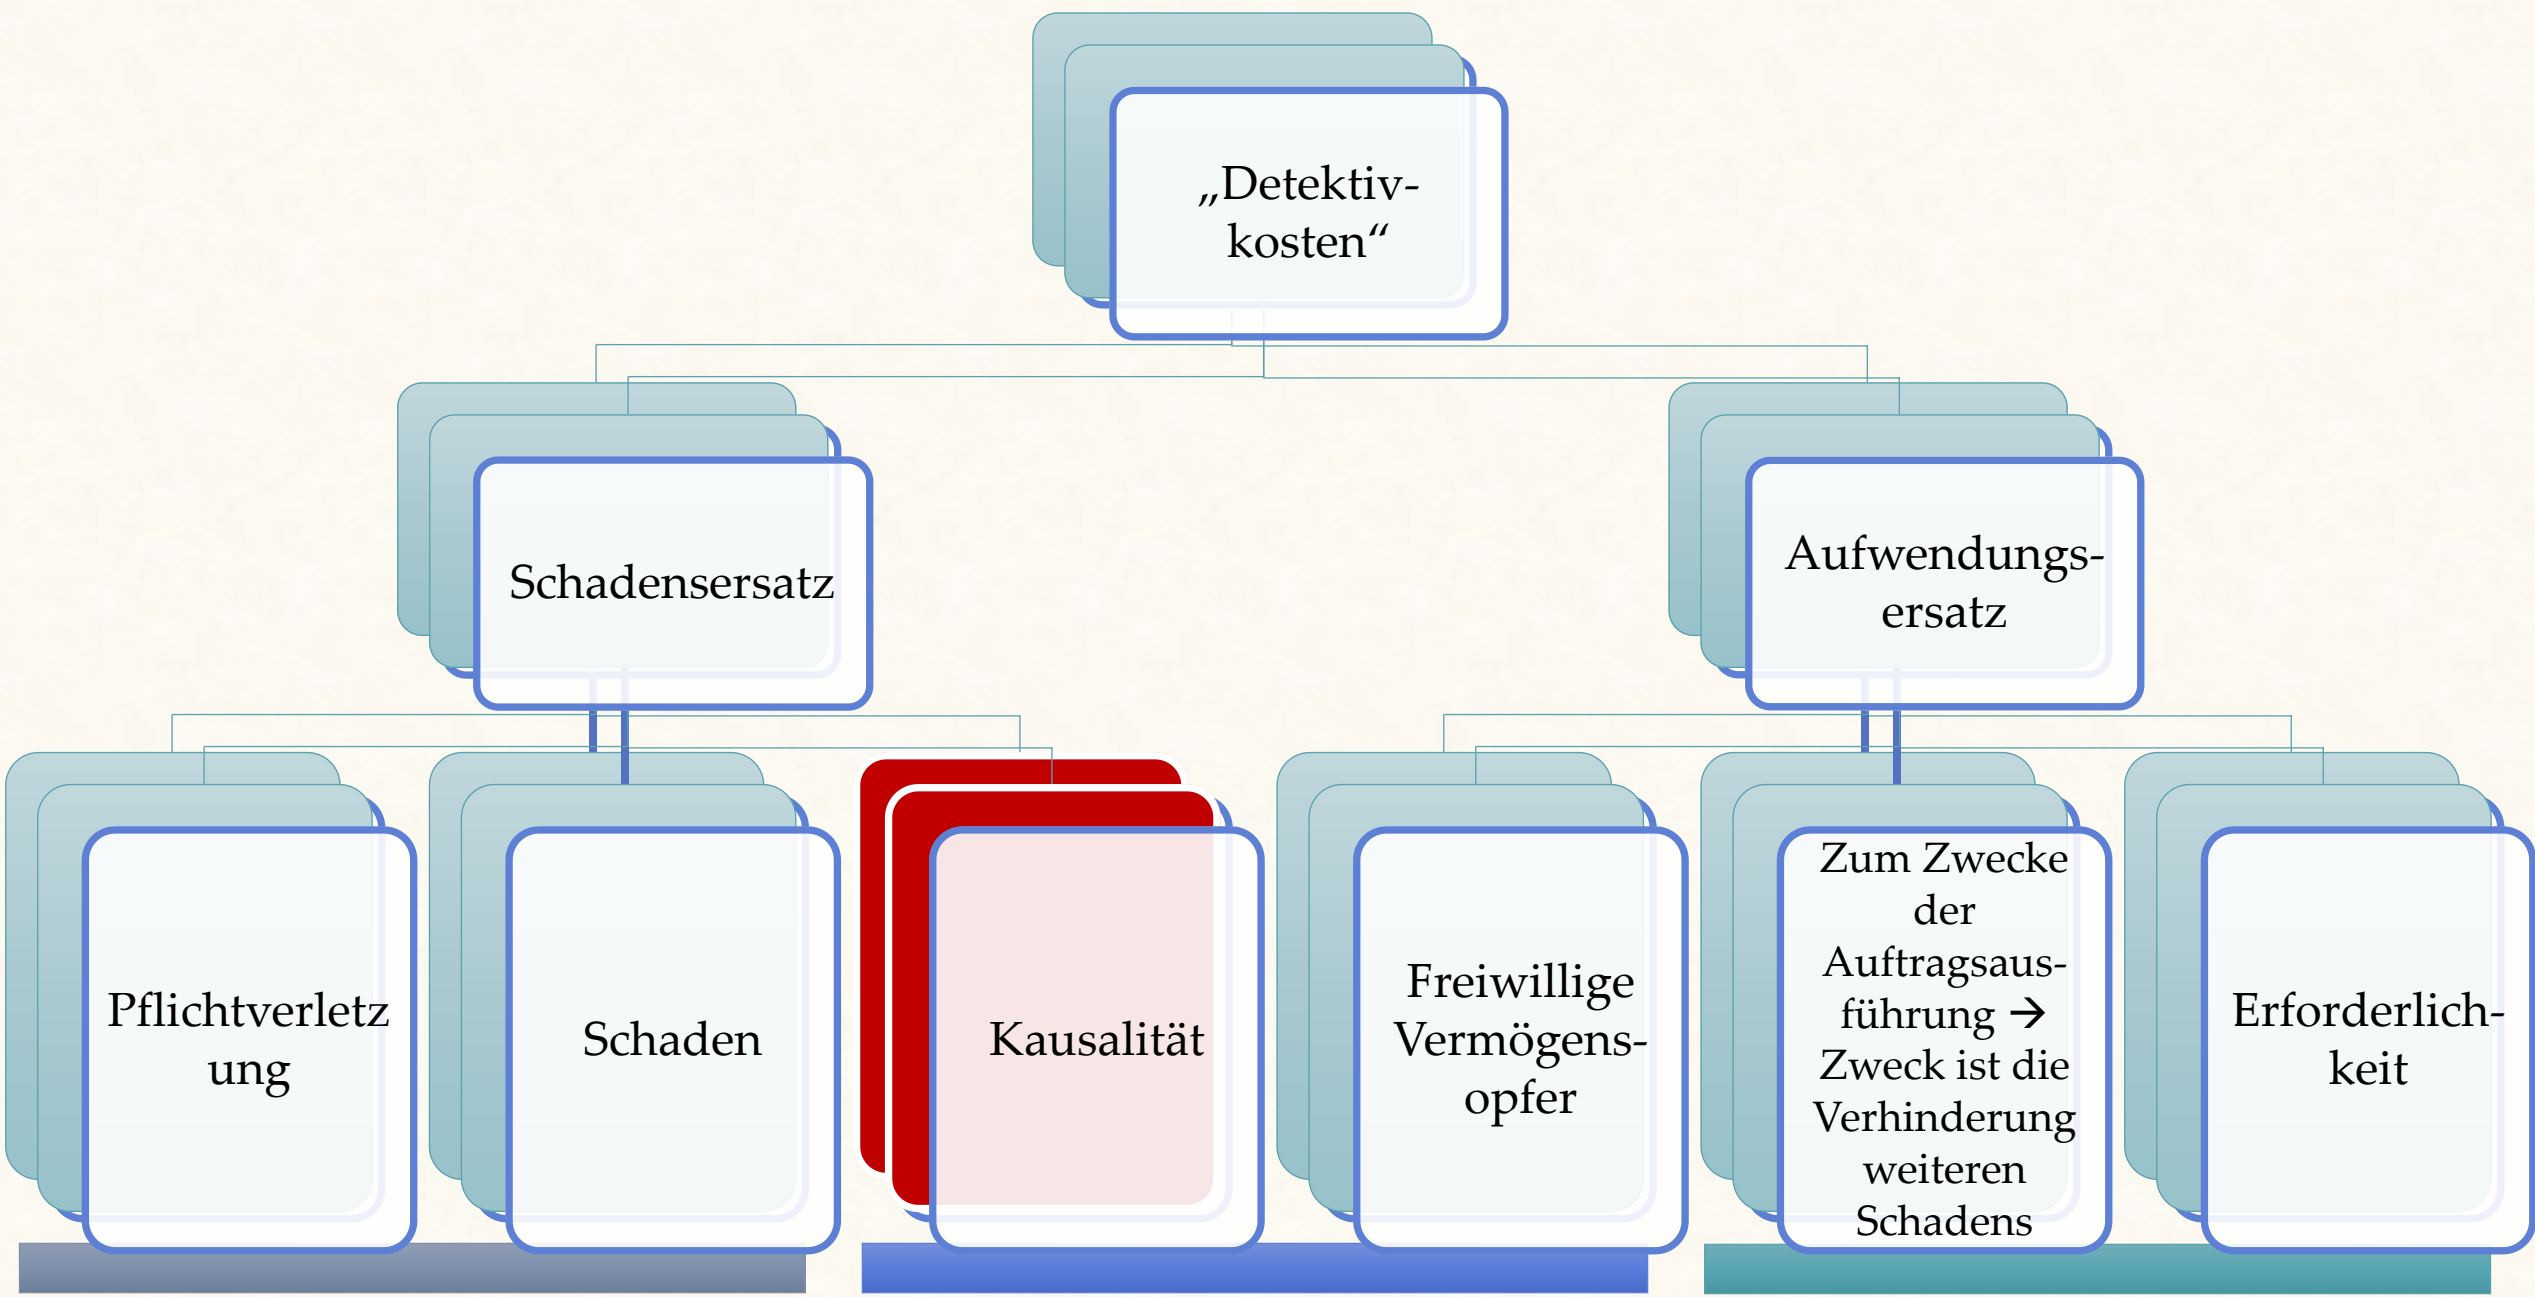 „Detektiv-
kosten“
Schadensersatz
Aufwendungs-
ersatz
Pflichtverletz
ung
Schaden
Kausalität
Freiwillige
Vermögens-
opfer
Zum Zwecke
der
Auftragsaus-
führung →
Zweck ist die
Verhinderung
weiteren
Schadens
Erforderlich-
keit